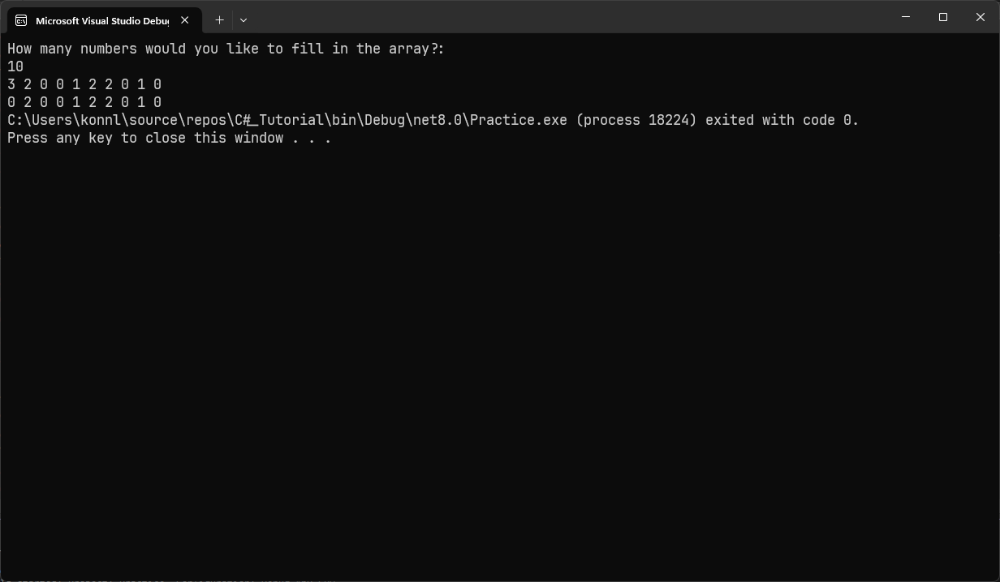 Microsoft Visual Studio Debu
How many numbers would you like to fill in the array?:
10
3 2 0 0 1 2 2 0 1 0
0 2 0 0 1 2 2 0 1 0
C:\Users\konnl\source\repos\C#_Tutorial\bin\Debug\net8.0\Practice.exe (process 18224) exited with code 0.
Press any key to close this window . . .